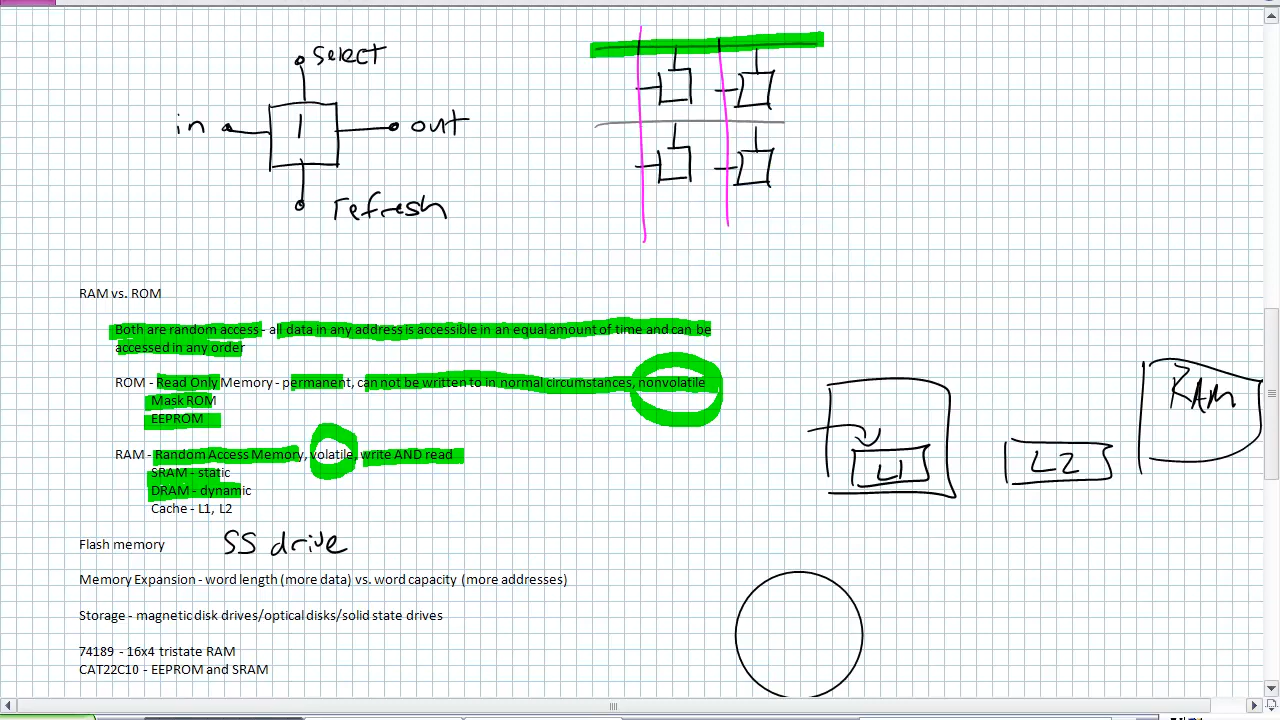 select
in
1
out
refresh
RAM vs. ROM
Both are random access - all data in any address is accessible in an equal amount of time and can be
accessed in any order
ROM - Read Only Memory - permanent, can not be written to in normal circumstances, nonvolatile
Mask ROM
EEPROM
RAM - Random Access Memory, volatile, write AND read
SRAM - static
DRAM - dynamic
Cache - L1, L2
RAM
L1
L2
Flash memory
SS drive
Memory Expansion - word length (more data) vs. word capacity (more addresses)
Storage - magnetic disk drives/optical disks/solid state drives
74189 - 16x4 tristate RAM
CAT22C10 - EEPROM and SRAM